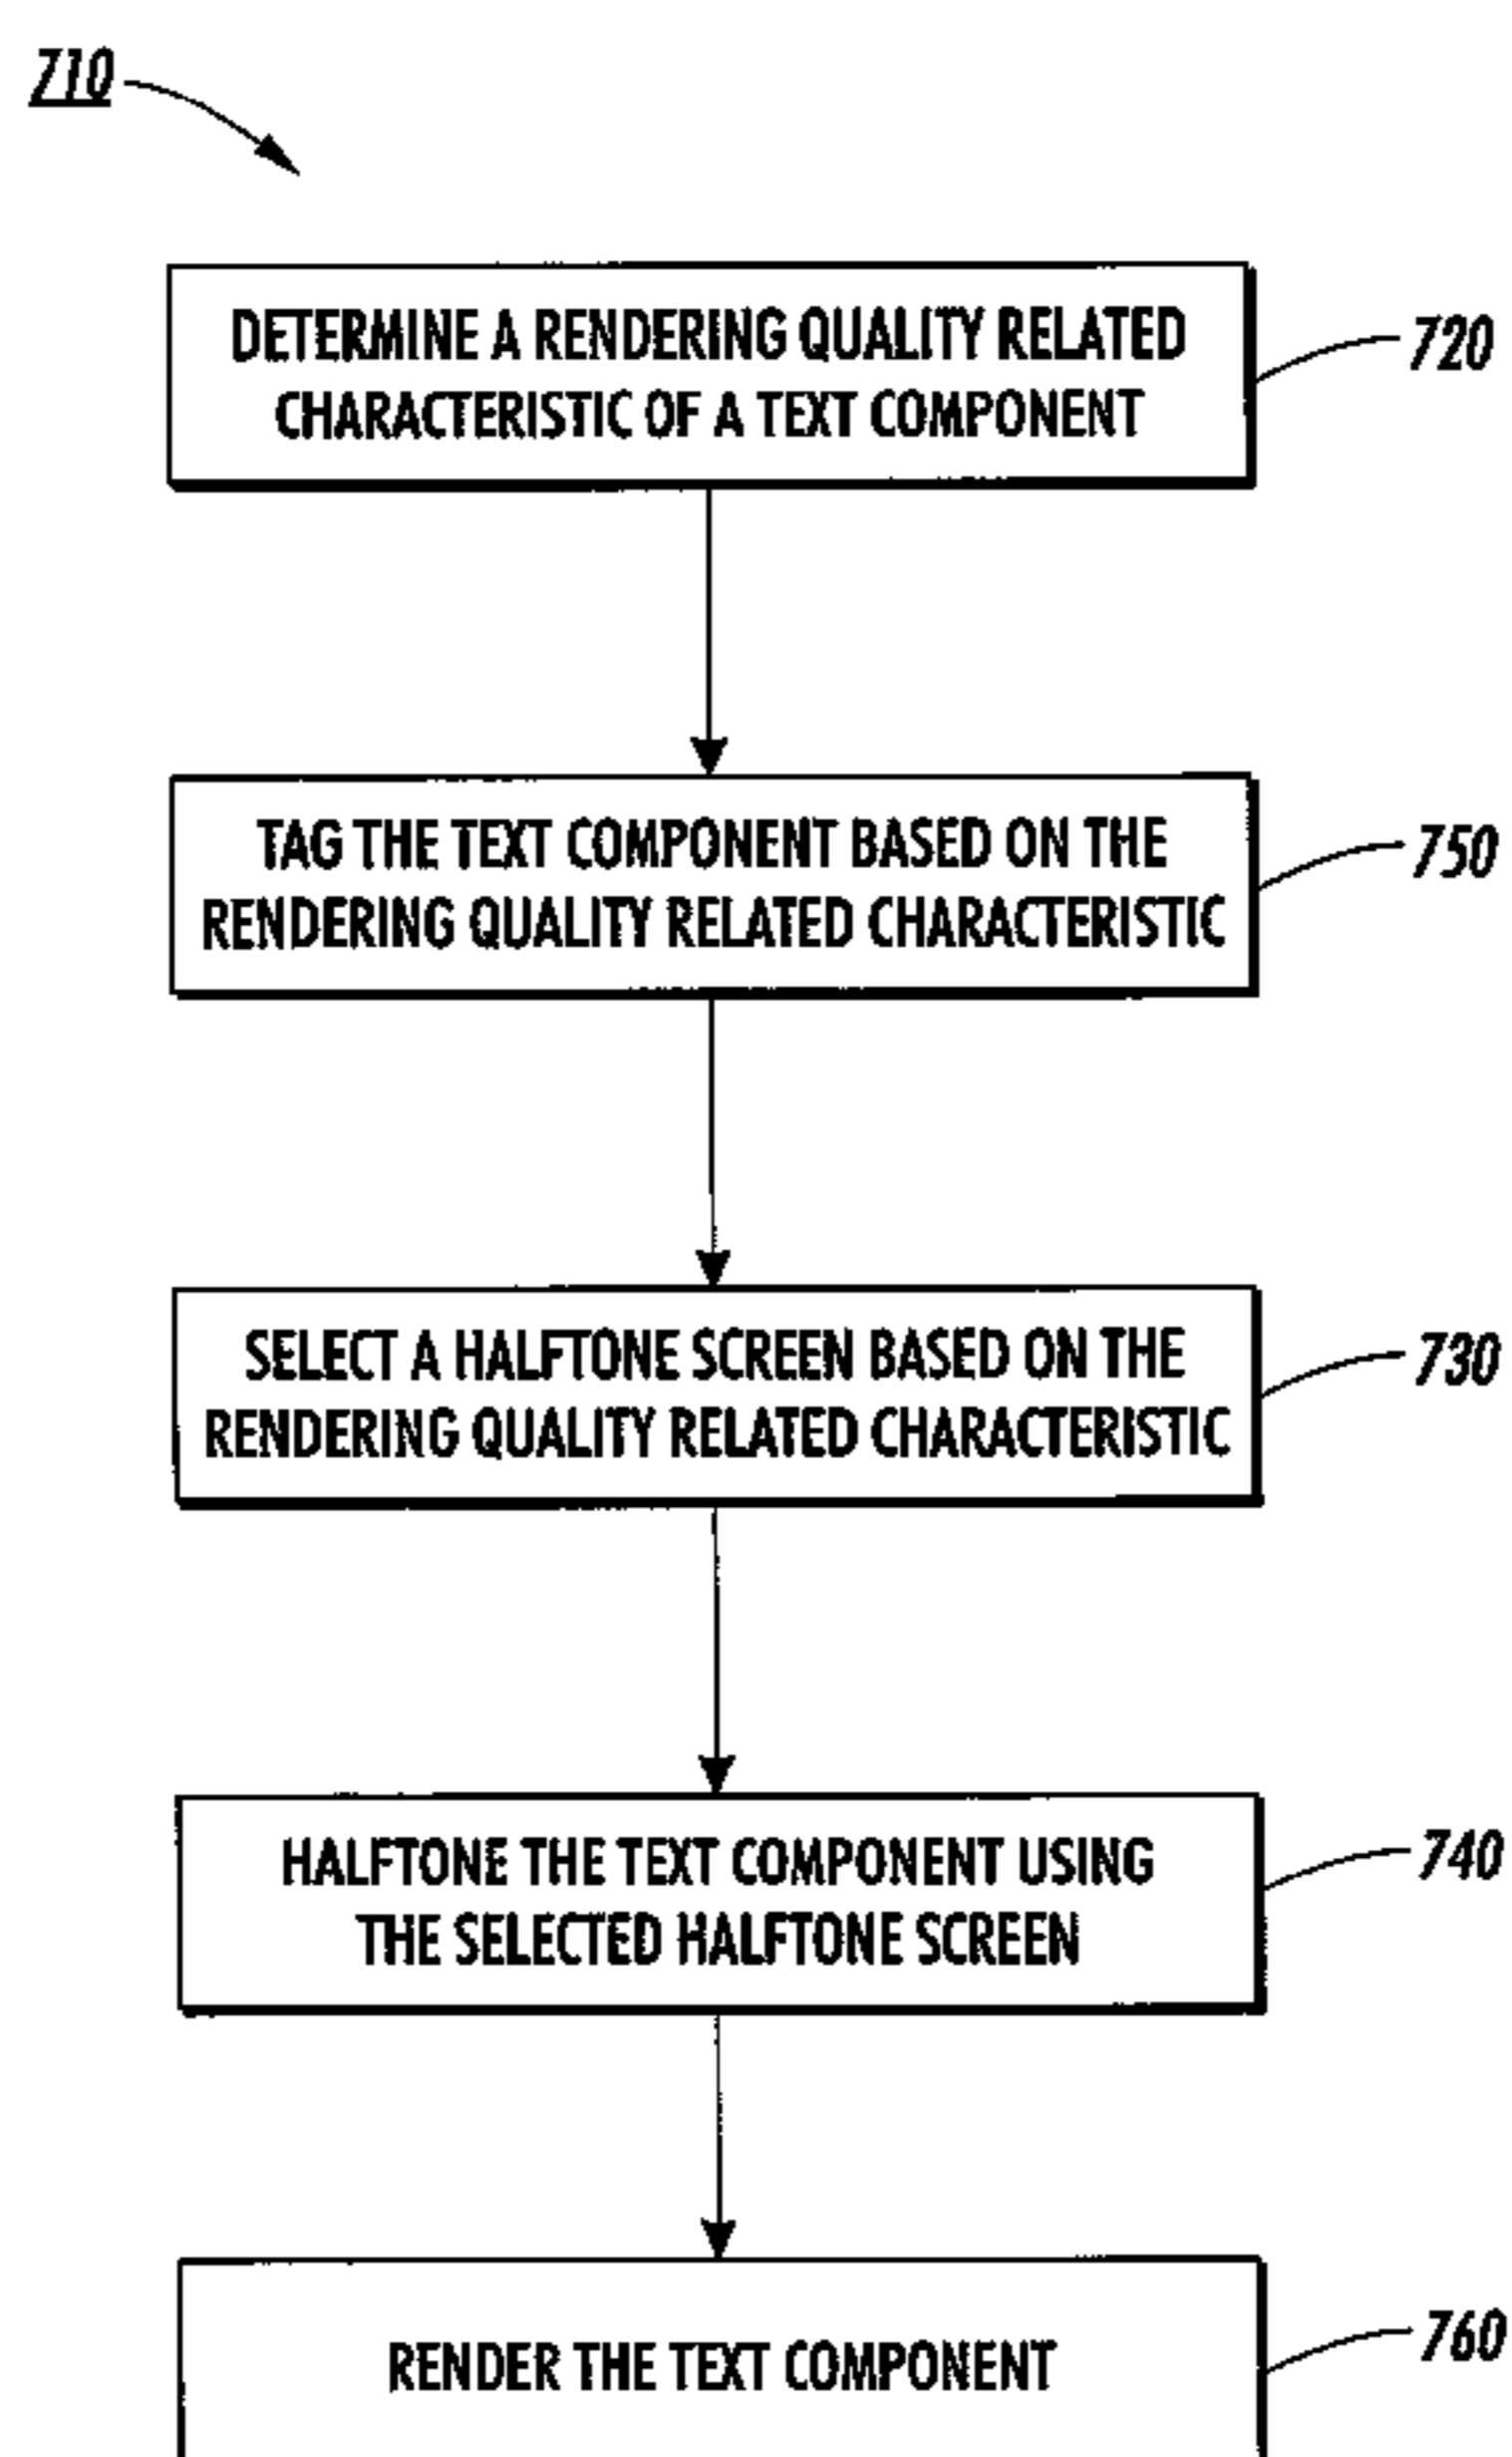 710
DETERMINE A RENDERING QUALITY RELATED
CHARACTERISTIC OF A TEXT COMPONENT
720
TAG THE TEXT COMPONENT BASED ON THE
RENDERING QUALITY RELATED CHARACTERISTIC
750
SELECT A HALFTONE SCREEN BASED ON THE
RENDERING QUALITY RELATED CHARACTERISTIC
730
HALFTONE THE TEXT COMPONENT USING
THE SELECTED HALFTONE SCREEN
740
RENDER THE TEXT COMPONENT
760